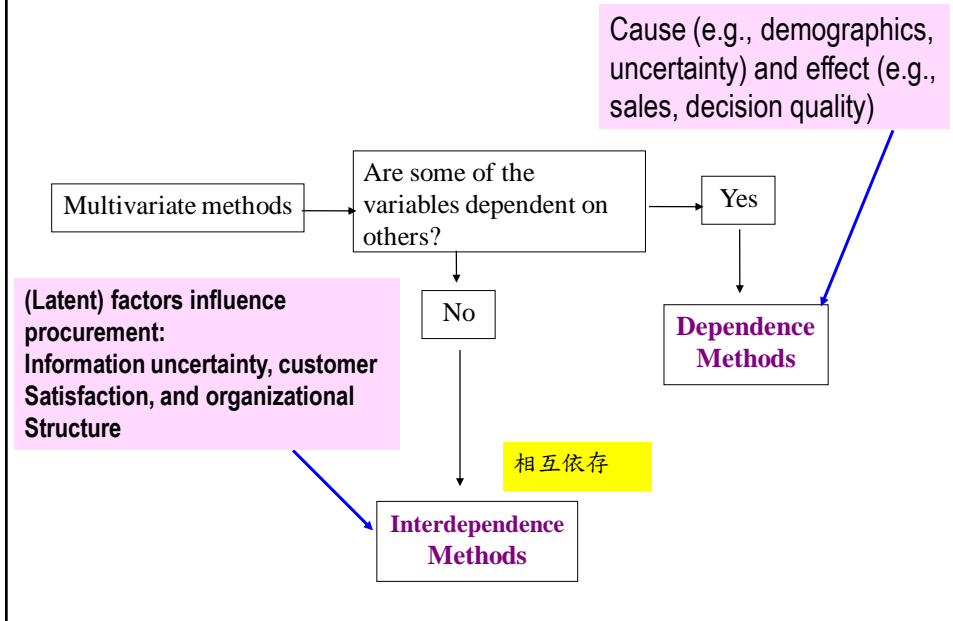 Cause (e.g., demographics,
uncertainty) and effect (e.g.,
sales, decision quality)
Multivariate methods
Are some of the
variables dependent on
others?
Yes
No
(Latent) factors influence
procurement:
Information uncertainty, customer
Satisfaction, and organizational
Structure
Dependence
Methods
相互依存
Interdependence
Methods